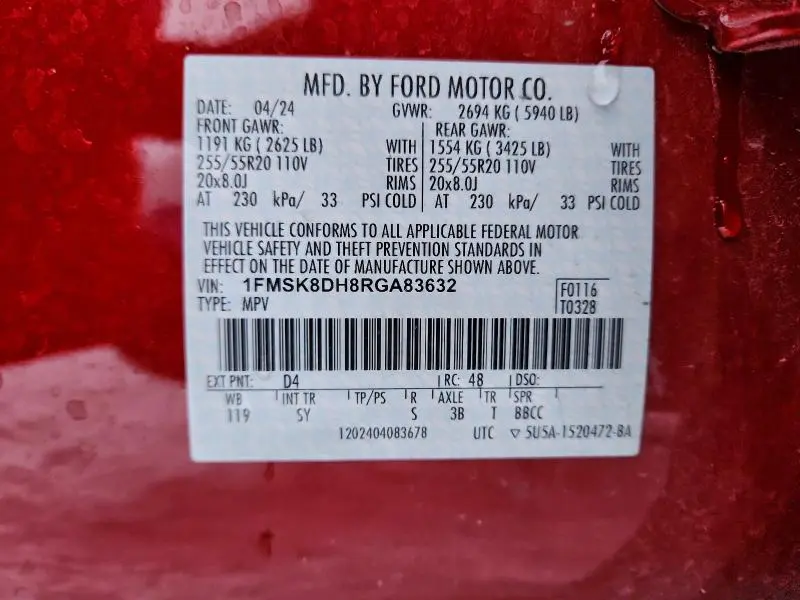 MFD. BY FORD MOTOR CO.
DATE: 04/24 GVWR: 2694 KG ( 5940 LB)
FRONT GAWR: REAR GAWR:
1191 KG ( 2625 LB) WITH 1554 KG ( 3425 LB) WITH
255/55R20 110V TIRES 255/55R20 110V TIRES
20x8.0J RIMS 20x8.0J RIMS
AT 230 kPa/ 33 PSI COLD AT 230 kPa/ 33 PSI COLD
THIS VEHICLE CONFORMS TO ALL APPLICABLE FEDERAL MOTOR
VEHICLE SAFETY AND THEFT PREVENTION STANDARDS IN
EFFECT ON THE DATE OF MANUFACTURE SHOWN ABOVE.
VIN: 1FMSK8DH8RGA83632 F0116
TYPE: MPV T0328
EXT PNT: D4 RC: 48 DSO:
WB INT TR TP/PS R AXLE TR SPR
119 SY S 3B T BBCC
1202404083678 UTC ▽ 5U5A-1520472-BA